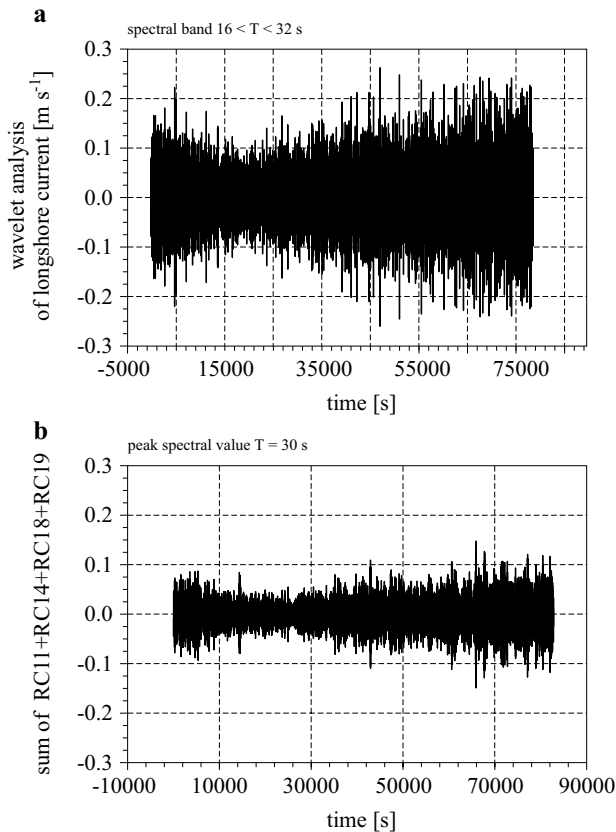 a
spectral band 16 < T < 32 s
0.3
0.2
0.1
0.0
-0.1
-0.2
-0.3
wavelet analysis
of longshore current [m s-1]
-5000 15000 35000 55000 75000
time [s]
b
peak spectral value T = 30 s
0.3
0.2
0.1
0.0
-0.1
-0.2
-0.3
sum of RC11+RC14+RC18+RC19
-10000 10000 30000 50000 70000 90000
time [s]